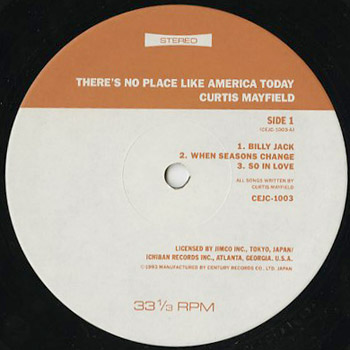 STEREO
THERE'S NO PLACE LIKE AMERICA TODAY
CURTIS MAYFIELD
SIDE 1
(CEJC-1003-A)
1. BILLY JACK
2. WHEN SEASONS CHANGE
3. SO IN LOVE
ALL SONGS WRITTEN BY
CURTIS MAYFIELD
CEJC-1003
LICENSED BY JIMCO INC., TOKYO, JAPAN/
ICHIBAN RECORDS INC., ATLANTA, GEORGIA. U.S.A.
℗ 1993 MANUFACTURED BY CENTURY RECORDS CO., LTD. JAPAN
33 1/3 RPM